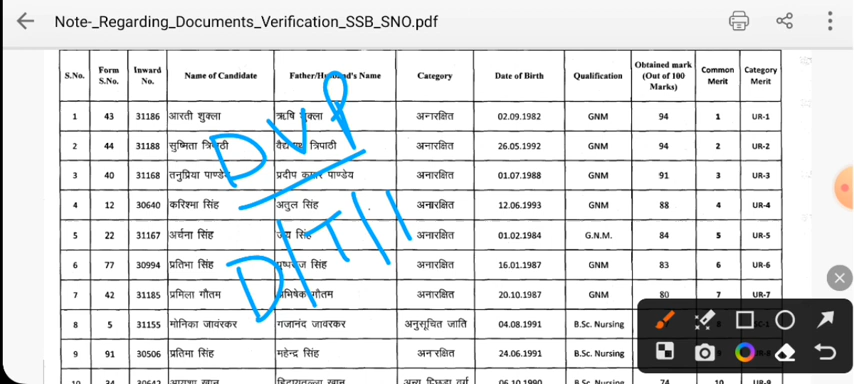 Note-_Regarding_Documents_Verification_SSB_SNO.pdf
S.No. Form S.No. Inward No. Name of Candidate Father/Husband's Name Category Date of Birth Qualification Obtained mark (Out of 100 Marks) Common Merit Category Merit
1 43 31186 आरती शुक्ला ऋषि शुक्ला अनारक्षित 02.09.1982 GNM 94 1 UR-1
2 44 31188 सुष्मिता त्रिपाठी त्रिपाठी अनारक्षित 26.05.1992 GNM 94 2 UR-2
3 40 31168 तनुप्रिया पाण्डेय प्रदीप कुमार पाण्डेय अनारक्षित 01.07.1988 GNM 91 3 UR-3
4 12 30640 करिश्मा सिंह अतुल सिंह अनारक्षित 12.06.1993 GNM 88 4 UR-4
5 22 31167 अर्चना सिंह जय सिंह अनारक्षित 01.02.1984 G.N.M. 84 5 UR-5
6 77 30994 प्रतिभा सिंह सिंह अनारक्षित 16.01.1987 GNM 83 6 UR-6
7 42 31185 प्रमिला गौतम अभिषेक गौतम अनारक्षित 20.10.1987 GNM 80 7 UR-7
8 5 31155 मोनिका जावंरकर गजानंद जावरकर अनुसूचित जाति 04.08.1991 B.Sc. Nursing
9 91 30506 प्रतिमा सिंह महेन्द सिंह अनारक्षित 24.06.1991 B.Sc. Nursing